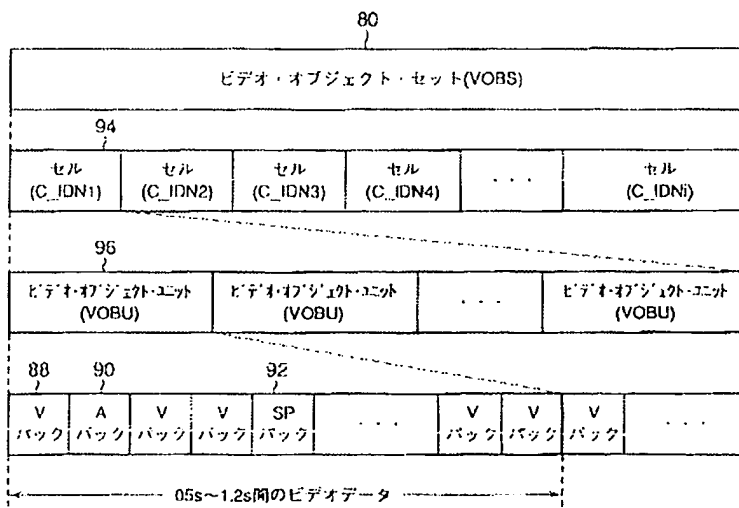 80
ビデオ・オブジェクト・セット(VOBS)
94
セル セル セル セル セル
(C_IDN1) (C_IDN2) (C_IDN3) (C_IDN4) ・・・ (C_IDNi)
96
ビデオ・オブジェクト・ユニット ビデオ・オブジェクト・ユニット ビデオ・オブジェクト・ユニット
(VOBU) (VOBU) ・・・ (VOBU)
88 90 92
V A V V SP V V V
パック パック パック パック パック ・・・ パック パック パック ・・・
05s〜1.2s間のビデオデータ